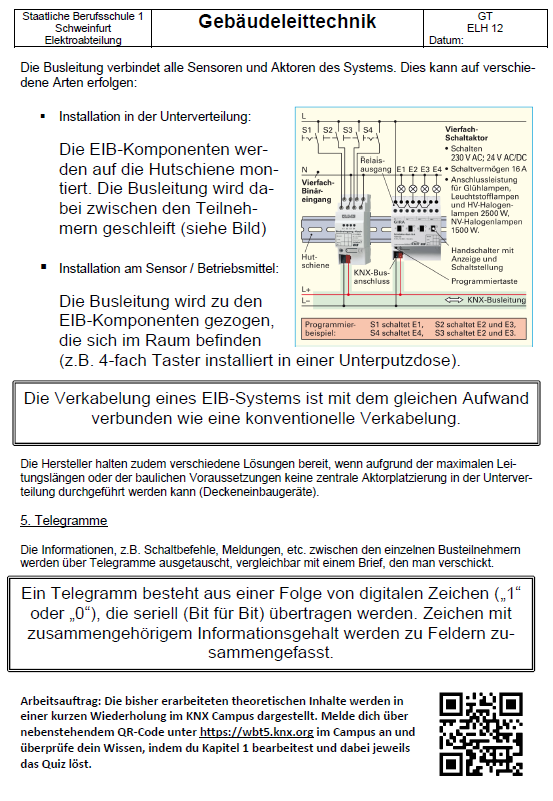 Staatliche Berufsschule 1
Schweinfurt
Elektroabteilung
Gebäudeleittechnik
GT
ELH 12
Datum:
Die Busleitung verbindet alle Sensoren und Aktoren des Systems. Dies kann auf verschie-
dene Arten erfolgen:
▪ Installation in der Unterverteilung:
Die EIB-Komponenten wer-
den auf die Hutschiene mon-
tiert. Die Busleitung wird da-
bei zwischen den Teilneh-
mern geschleift (siehe Bild)
▪ Installation am Sensor / Betriebsmittel:
Die Busleitung wird zu den
EIB-Komponenten gezogen,
die sich im Raum befinden
(z.B. 4-fach Taster installiert in einer Unterputzdose).
L
S1 S2 S3 S4
N
Relais-
ausgang
E1 E2 E3 E4
Vierfach-
Binär-
eingang
Vierfach-
Schaltaktor
• Schalten
230 V AC; 24 V AC/DC
• Schaltvermögen 16 A
• Anschlussleistung
für Glühlampen,
Leuchtstofflampen
und HV-Halogen-
lampen 2500 W,
NV-Halogenlampen
1500 W.
Handschalter mit
Anzeige und
Schaltstellung
Programmiertaste
Hut-
schiene
KNX-Bus-
anschluss
L+
L–
KNX-Busleitung
Programmier-
beispiel:
S1 schaltet E1, S2 schaltet E2 und E3,
S4 schaltet E4, S3 schaltet E2 und E3.
Die Verkabelung eines EIB-Systems ist mit dem gleichen Aufwand
verbunden wie eine konventionelle Verkabelung.
Die Hersteller halten zudem verschiedene Lösungen bereit, wenn aufgrund der maximalen Lei-
tungslängen oder der baulichen Voraussetzungen keine zentrale Aktorplatzierung in der Unterver-
teilung durchgeführt werden kann (Deckeneinbaugeräte).
5. Telegramme
Die Informationen, z.B. Schaltbefehle, Meldungen, etc. zwischen den einzelnen Busteilnehmern
werden über Telegramme ausgetauscht, vergleichbar mit einem Brief, den man verschickt.
Ein Telegramm besteht aus einer Folge von digitalen Zeichen („1“
oder „0“), die seriell (Bit für Bit) übertragen werden. Zeichen mit
zusammengehörigem Informationsgehalt werden zu Feldern zu-
sammengefasst.
Arbeitsauftrag: Die bisher erarbeiteten theoretischen Inhalte werden in
einer kurzen Wiederholung im KNX Campus dargestellt. Melde dich über
nebenstehendem QR-Code unter https://wbt5.knx.org im Campus an und
überprüfe dein Wissen, indem du Kapitel 1 bearbeitest und dabei jeweils
das Quiz löst.